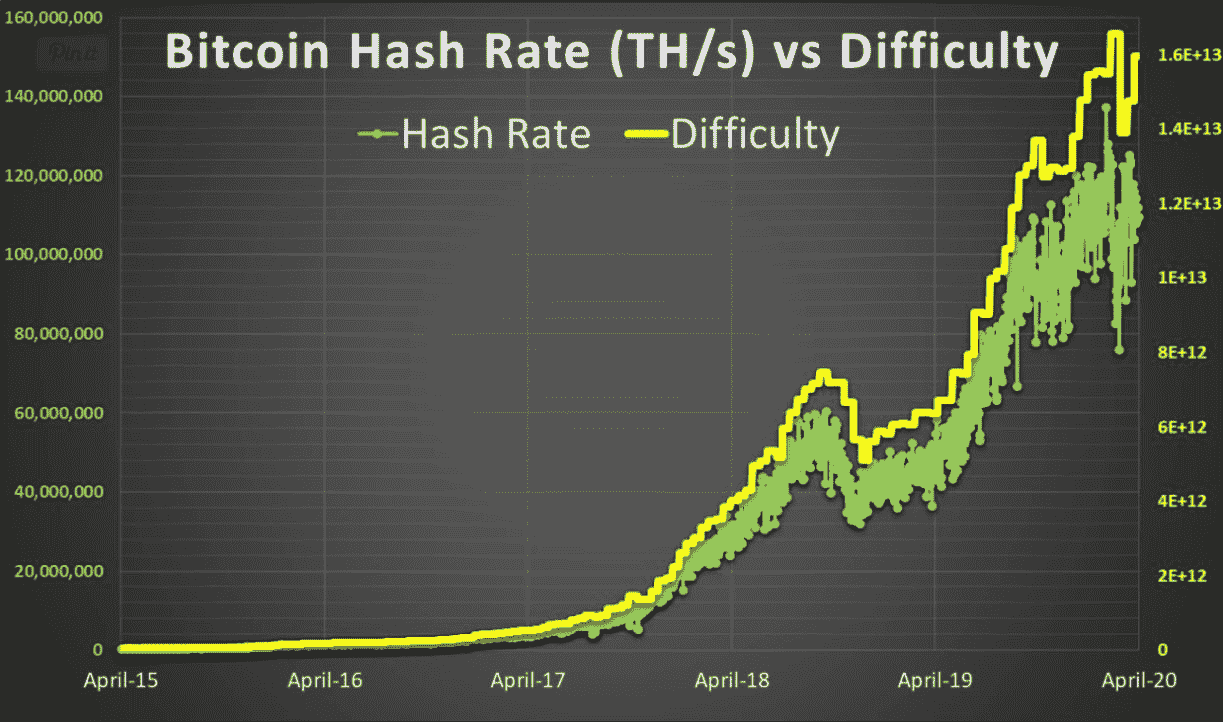 Pin it
Bitcoin Hash Rate (TH/s) vs Difficulty
Hash Rate Difficulty
160,000,000
140,000,000
120,000,000
100,000,000
80,000,000
60,000,000
40,000,000
20,000,000
0
1.6E+13
1.4E+13
1.2E+13
1E+13
8E+12
6E+12
4E+12
2E+12
0
April-15 April-16 April-17 April-18 April-19 April-20